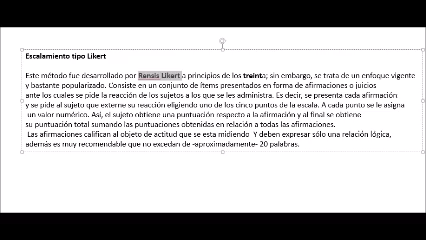 Escalamiento tipo Likert
Este método fue desarrollado por Rensis Likert a principios de los treinta; sin embargo, se trata de un enfoque vigente
y bastante popularizado. Consiste en un conjunto de ítems presentados en forma de afirmaciones o juicios
ante los cuales se pide la reacción de los sujetos a los que se les administra. Es decir, se presenta cada afirmación
y se pide al sujeto que externe su reacción eligiendo uno de los cinco puntos de la escala. A cada punto se le asigna
un valor numérico. Así, el sujeto obtiene una puntuación respecto a la afirmación y al final se obtiene
su puntuación total sumando las puntuaciones obtenidas en relación a todas las afirmaciones.
Las afirmaciones califican al objeto de actitud que se esta midiendo Y deben expresar sólo una relación lógica,
además es muy recomendable que no excedan de -aproximadamente- 20 palabras.